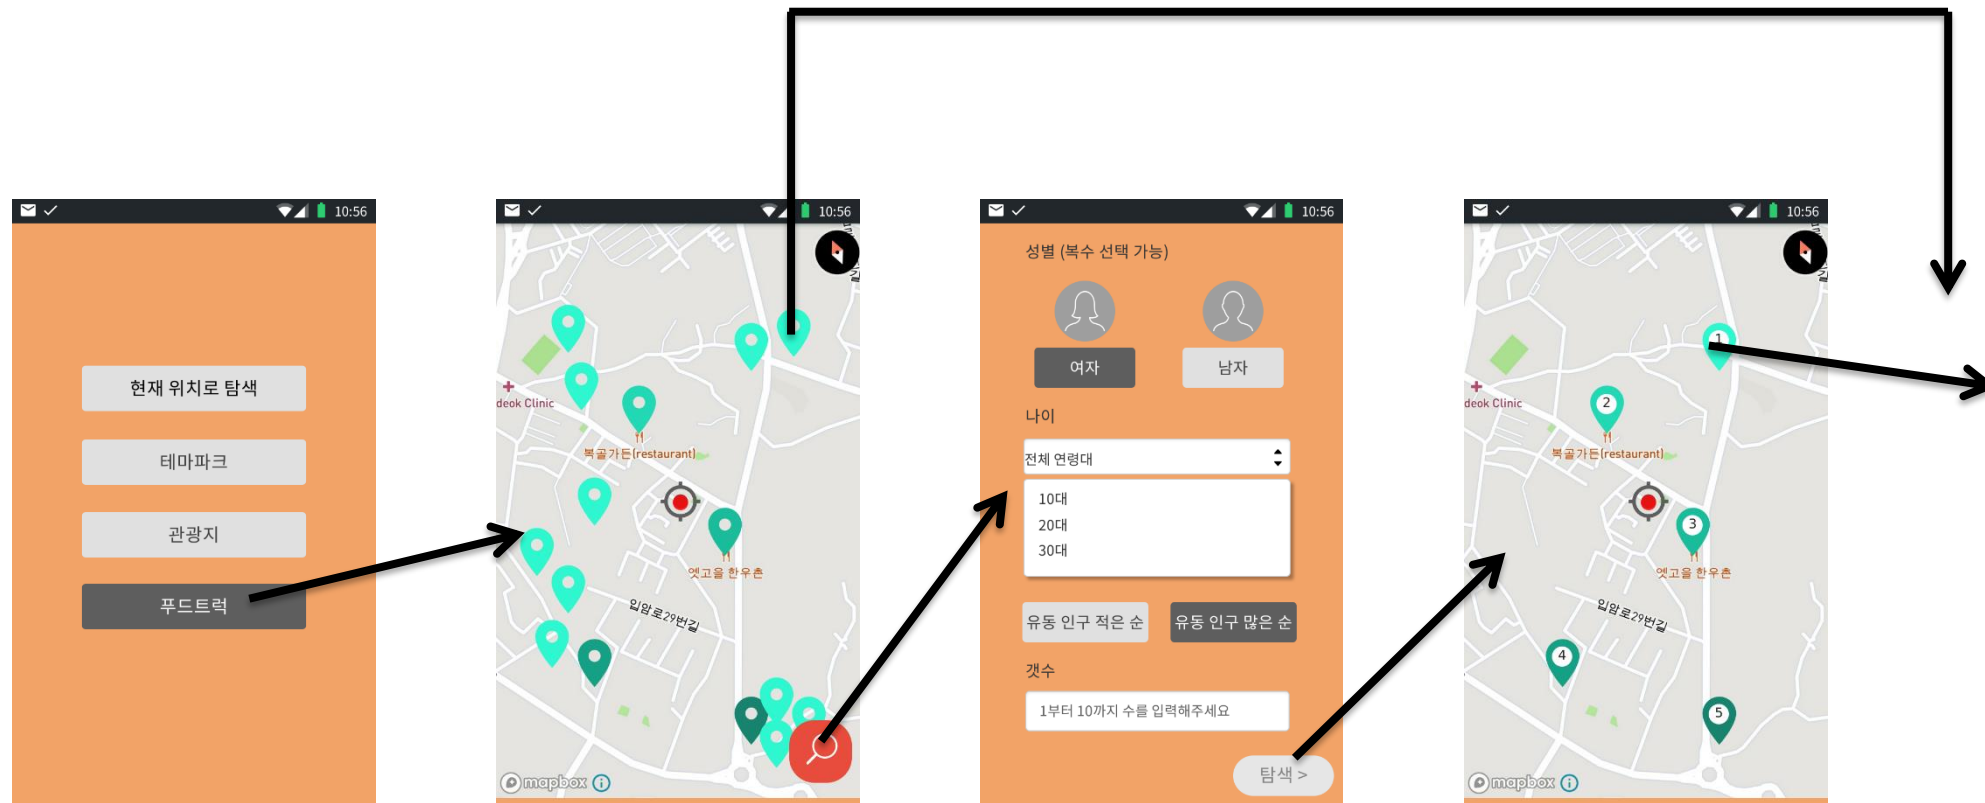 10:56
현재 위치로 탐색
테마파크
관광지
푸드트럭
10:56
길
deok Clinic
복골가든(restaurant)
엣고을 한우촌
입암로29번길
mapbox
10:56
성별 (복수 선택 가능)
여자
남자
나이
전체 연령대
10대
20대
30대
유동 인구 적은 순
유동 인구 많은 순
갯수
1부터 10까지 수를 입력해주세요
탐색 >
10:56
길
1
2
deok Clinic
복골가든(restaurant)
3
엣고을 한우촌
입암로29번길
4
5
mapbox